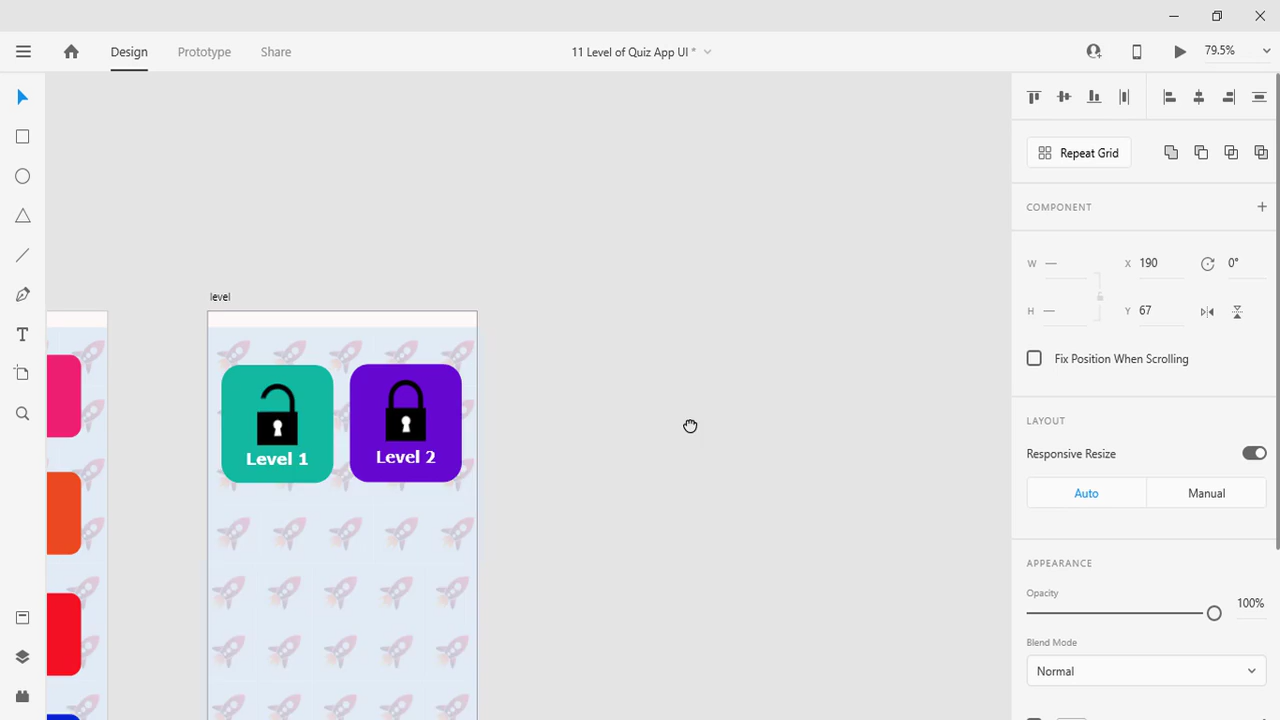 Design
Prototype
Share
11 Level of Quiz App UI *
79.5%
Repeat Grid
COMPONENT
W —
X 190
0°
H —
Y 67
Fix Position When Scrolling
LAYOUT
Responsive Resize
Auto
Manual
APPEARANCE
Opacity
100%
Blend Mode
Normal
level
Level 1
Level 2